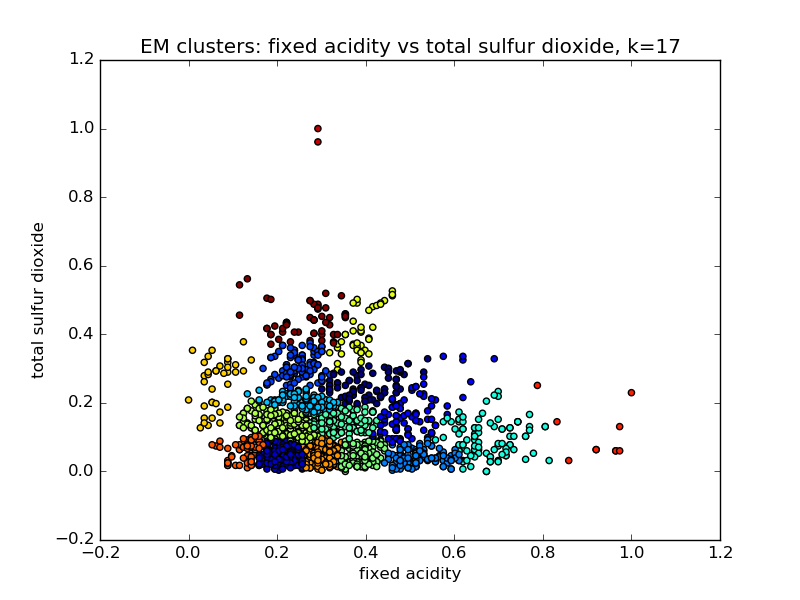 EM clusters: fixed acidity vs total sulfur dioxide, k=17
1.2
1.0
0.8
0.6
0.4
0.2
0.0
−0.2
total sulfur dioxide
−0.2 0.0 0.2 0.4 0.6 0.8 1.0 1.2
fixed acidity